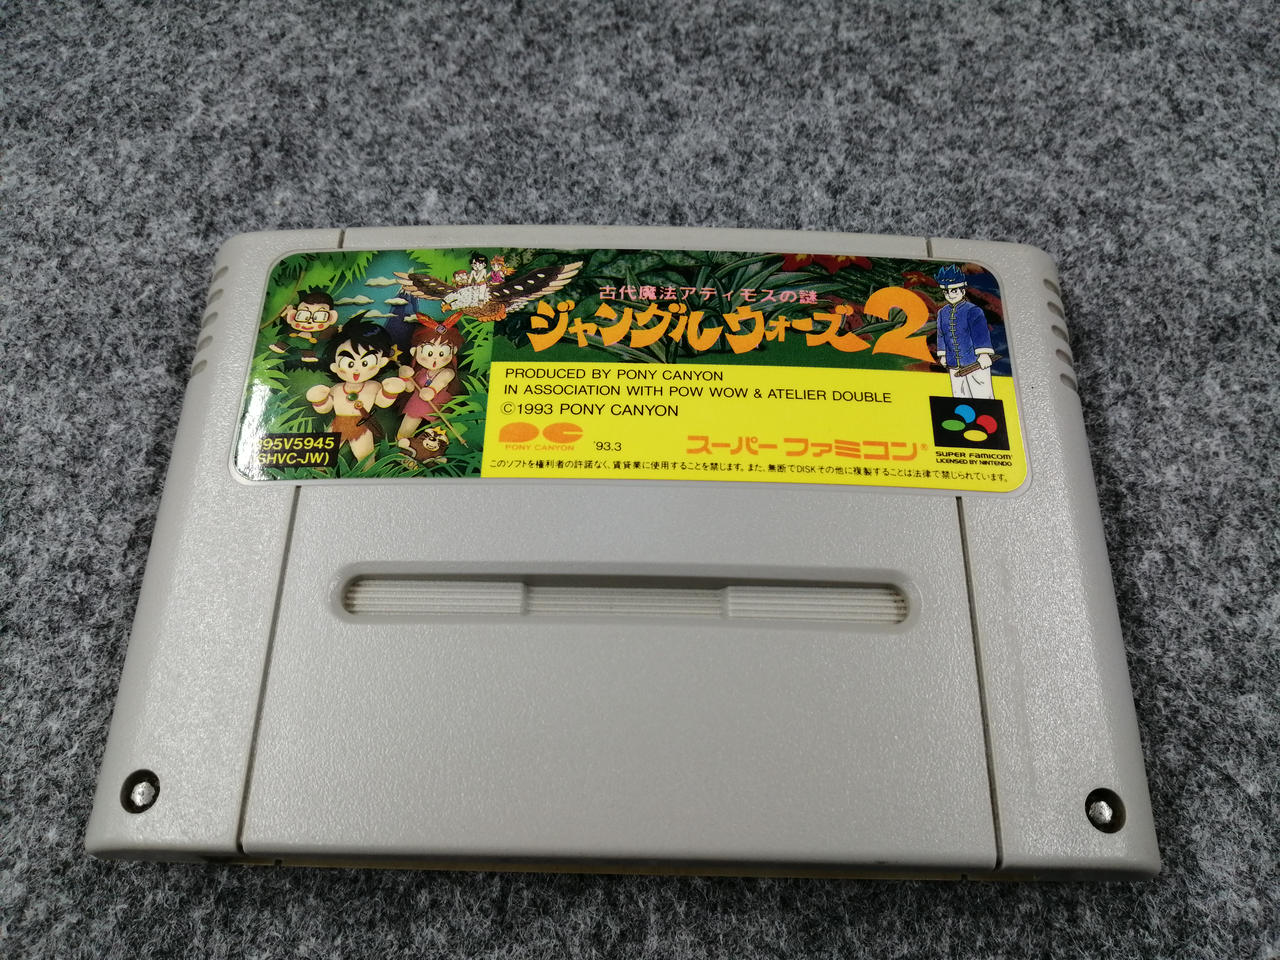 古代魔法アティモスの謎
ジャングルウォーズ2
PRODUCED BY PONY CANYON
IN ASSOCIATION WITH POW WOW & ATELIER DOUBLE
©1993 PONY CANYON
995V5945
(SHVC-JW)
PC
PONY CANYON
'93.3
スーパーファミコン®
SUPER FAMICOM
LICENSED BY NINTENDO
このソフトを権利者の許諾なく、賃貸業に使用することを禁じます。また、無断でDISKその他に複製することは法律で禁じられています。